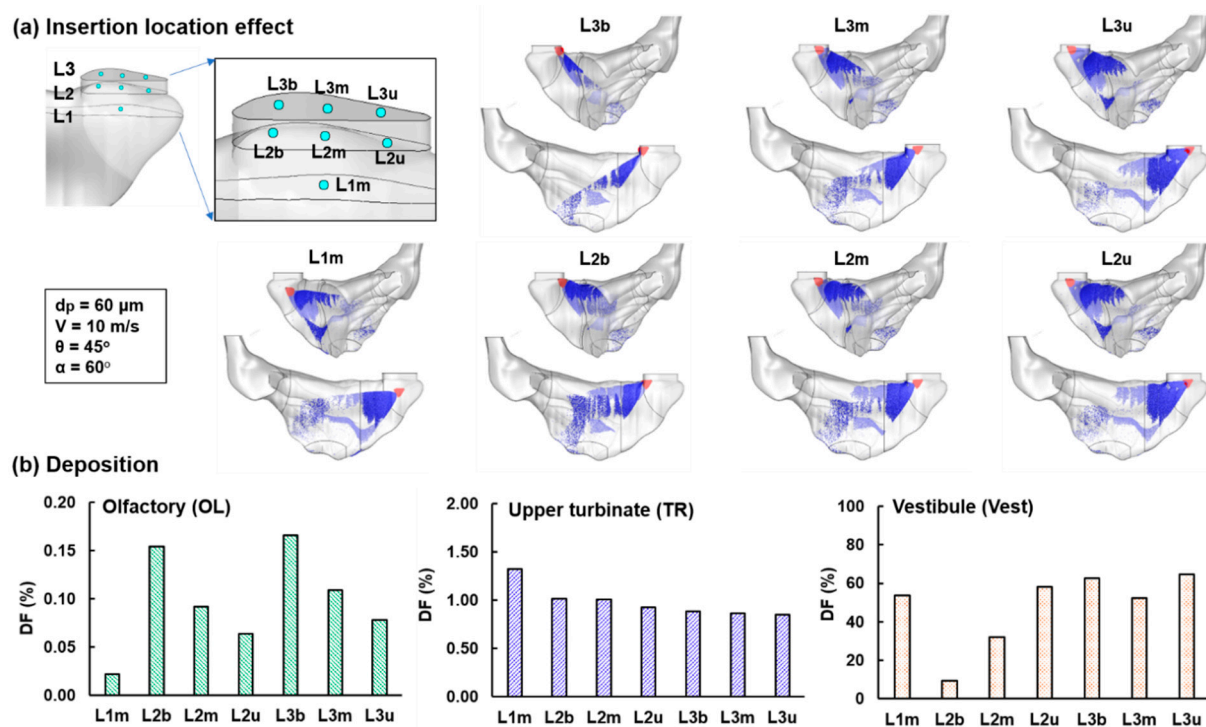 (a) Insertion location effect
L3
L2
L1
L3b L3m L3u
L2b L2m L2u
L1m
L3b L3m L3u
L1m L2b L2m L2u
dp = 60 μm
V = 10 m/s
θ = 45°
α = 60°
(b) Deposition
Olfactory (OL)
DF (%)
0.20
0.15
0.10
0.05
0.00
L1m L2b L2m L2u L3b L3m L3u
Upper turbinate (TR)
DF (%)
2.00
1.50
1.00
0.50
0.00
L1m L2b L2m L2u L3b L3m L3u
Vestibule (Vest)
DF (%)
100
80
60
40
20
0
L1m L2b L2m L2u L3b L3m L3u